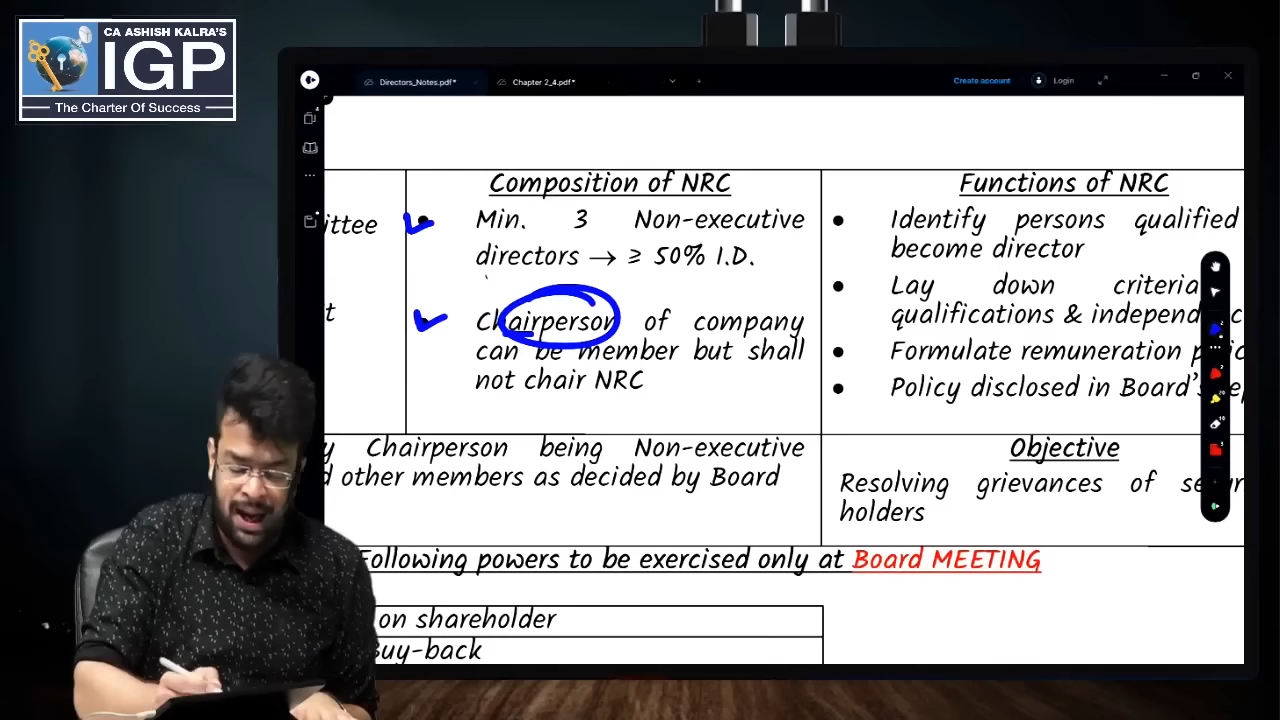 CA ASHISH KALRA'S
IGP
The Charter Of Success
Directors_Notes.pdf*
Chapter 2_4.pdf*
Create account
Login
Composition of NRC
Min. 3 Non-executive
directors → ≥ 50% I.D.
Chairperson of company
can be member but shall
not chair NRC
Functions of NRC
Identify persons qualified
become director
Lay down criteria
qualifications &
Formulate remuneration
Policy disclosed in Board's
Chairperson being Non-executive
other members as decided by Board
Objective
Resolving grievances of
holders
Following powers to be exercised only at Board MEETING
on shareholder
Buy-back